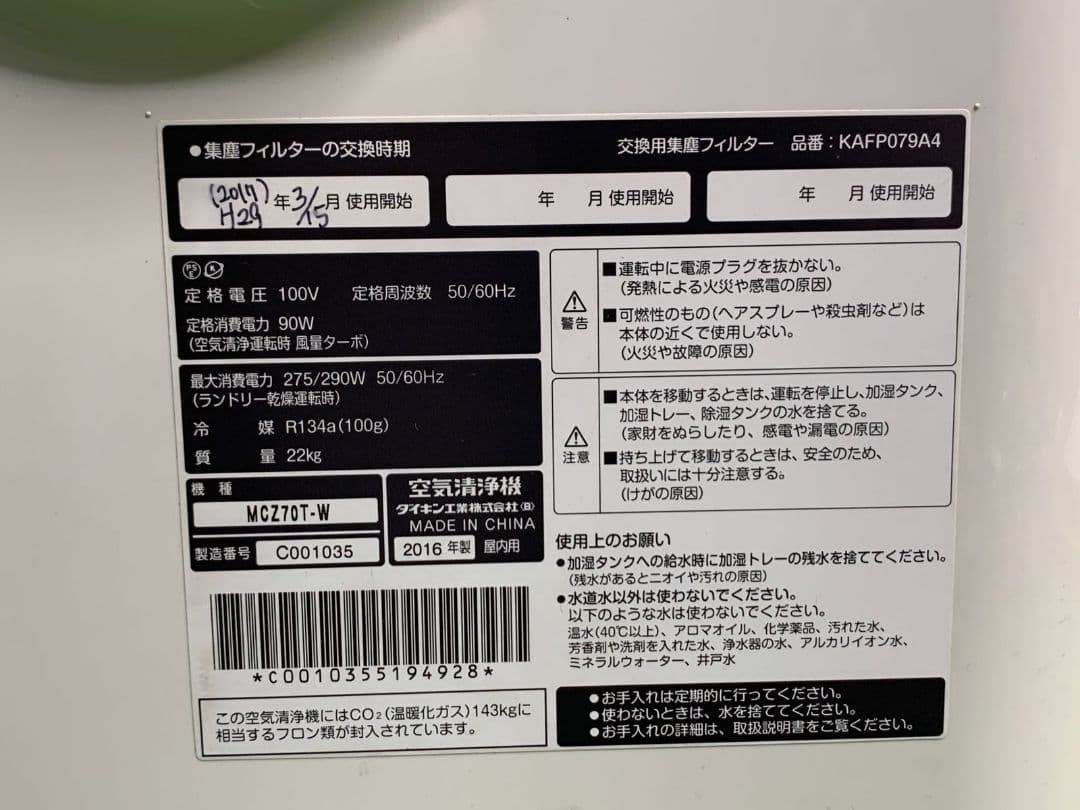 ●集塵フィルターの交換時期
交換用集塵フィルター 品番：KAFP079A4
(2017)
H29年3/15月使用開始
年 月使用開始
年 月使用開始
PS E
定格電圧 100V 定格周波数 50/60Hz
定格消費電力 90W
(空気清浄運転時 風量ターボ)
最大消費電力 275/290W 50/60Hz
(ランドリー乾燥運転時)
冷媒 R134a(100g)
質量 22kg
機種
MCZ70T-W
製造番号 C001035
空気清浄機
ダイキン工業株式会社(B)
MADE IN CHINA
2016年製 屋内用
*C0010355194928*
この空気清浄機にはCO₂(温暖化ガス)143kgに
相当するフロン類が封入されています。
警告
■運転中に電源プラグを抜かない。
(発熱による火災や感電の原因)
■可燃性のもの(ヘアスプレーや殺虫剤など)は
本体の近くで使用しない。
(火災や故障の原因)
注意
■本体を移動するときは、運転を停止し、加湿タンク、
加湿トレー、除湿タンクの水を捨てる。
(家財をぬらしたり、感電や漏電の原因)
■持ち上げて移動するときは、安全のため、
取扱いには十分注意する。
(けがの原因)
使用上のお願い
●加湿タンクへの給水時に加湿トレーの残水を捨ててください。
(残水があるとニオイや汚れの原因)
●水道水以外は使わないでください。
以下のような水は使わないでください。
温水(40℃以上)、アロマオイル、化学薬品、汚れた水、
芳香剤や洗剤を入れた水、浄水器の水、アルカリイオン水、
ミネラルウォーター、井戸水
●お手入れは定期的に行ってください。
●使わないときは、水を捨ててください。
●お手入れの詳細は、取扱説明書をご覧ください。